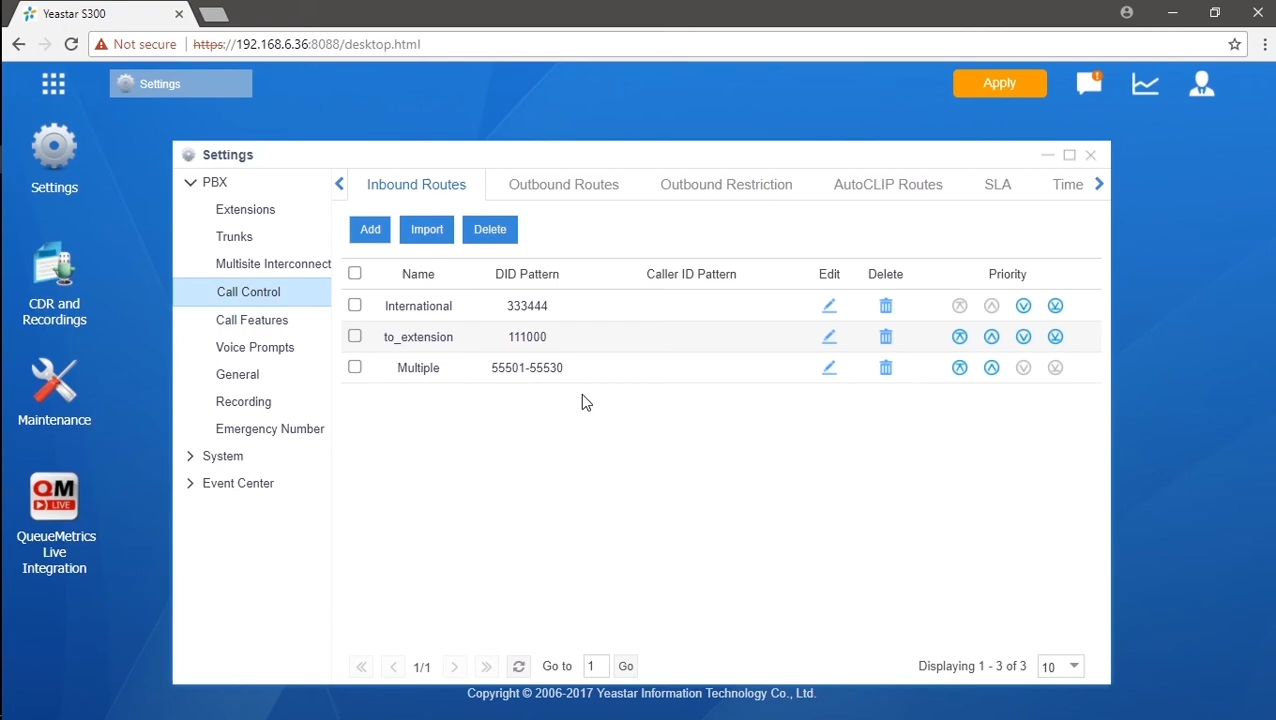 Yeastar S300
Not secure https://192.168.6.36:8088/desktop.html
Settings
Apply
Settings
CDR and
Recordings
Maintenance
QM
LIVE
QueueMetrics
Live
Integration
Settings
PBX
Extensions
Trunks
Multisite Interconnect
Call Control
Call Features
Voice Prompts
General
Recording
Emergency Number
System
Event Center
Inbound Routes Outbound Routes Outbound Restriction AutoCLIP Routes SLA Time
Add Import Delete
Name DID Pattern Caller ID Pattern Edit Delete Priority
International 333444
to_extension 111000
Multiple 55501-55530
1/1 Go to 1 Go Displaying 1 - 3 of 3 10
Copyright © 2006-2017 Yeastar Information Technology Co., Ltd.